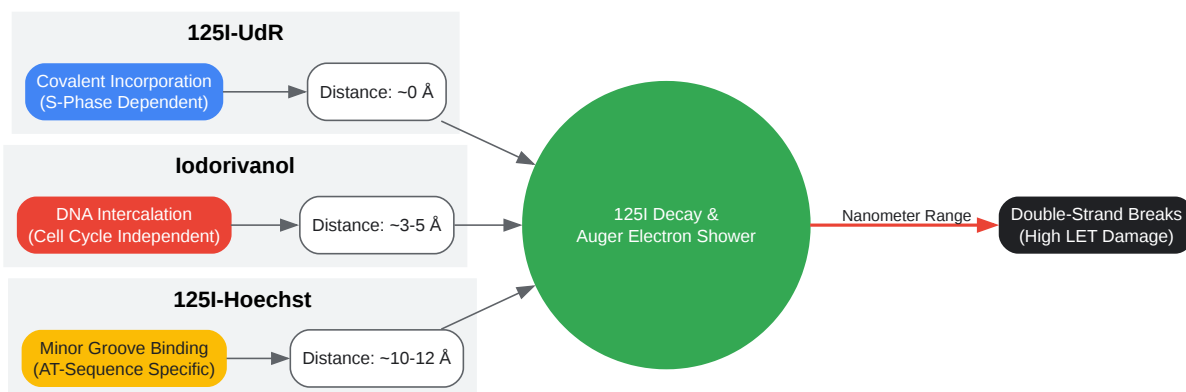 125I-UdR
Covalent Incorporation
(S-Phase Dependent)
Distance: ~0 Å
Iodorivanol
DNA Intercalation
(Cell Cycle Independent)
Distance: ~3-5 Å
125I-Hoechst
Minor Groove Binding
(AT-Sequence Specific)
Distance: ~10-12 Å
125I Decay &
Auger Electron Shower
Nanometer Range
Double-Strand Breaks
(High LET Damage)